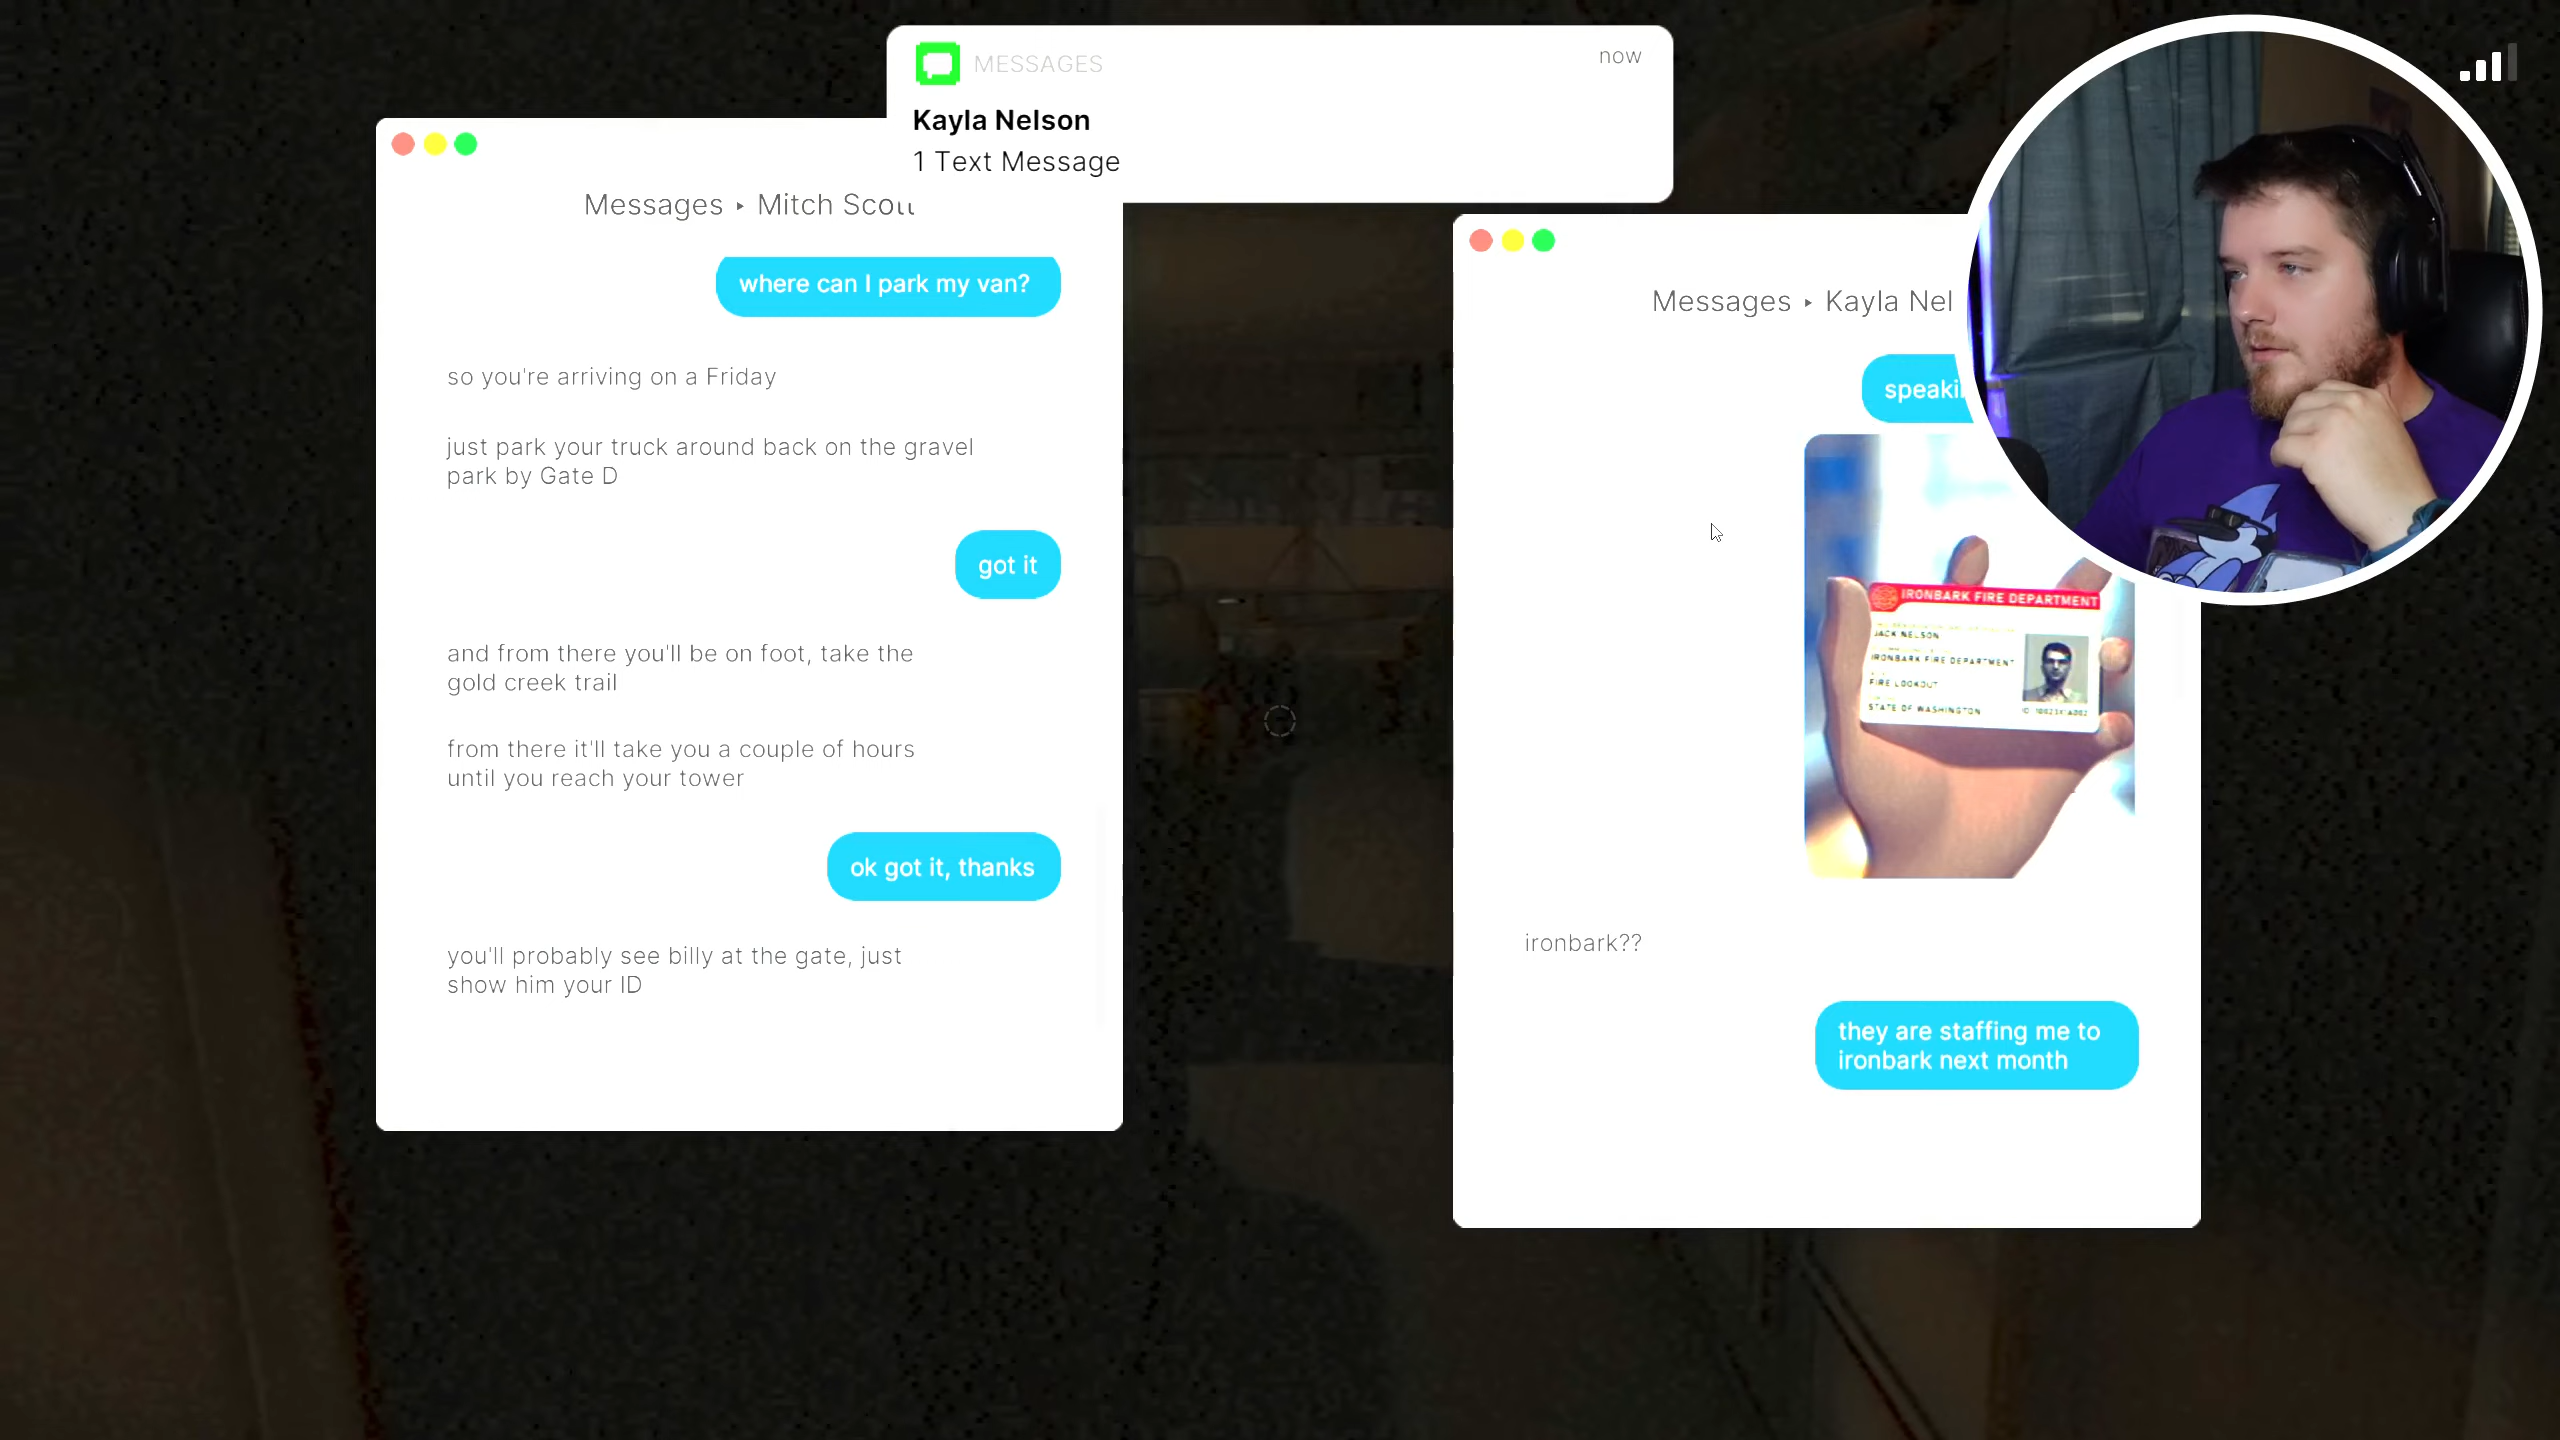 MESSAGES
now
Kayla Nelson
1 Text Message
Messages ▸ Mitch Scott
where can I park my van?
so you're arriving on a Friday
just park your truck around back on the gravel
park by Gate D
got it
and from there you'll be on foot, take the
gold creek trail
from there it'll take you a couple of hours
until you reach your tower
ok got it, thanks
you'll probably see billy at the gate, just
show him your ID
Messages ▸ Kayla Nel
speaki
IRONBARK FIRE DEPARTMENT
JACK NELSON
IRONBARK FIRE DEPARTMENT
FIRE LOOKOUT
STATE OF WASHINGTON
ironbark??
they are staffing me to
ironbark next month